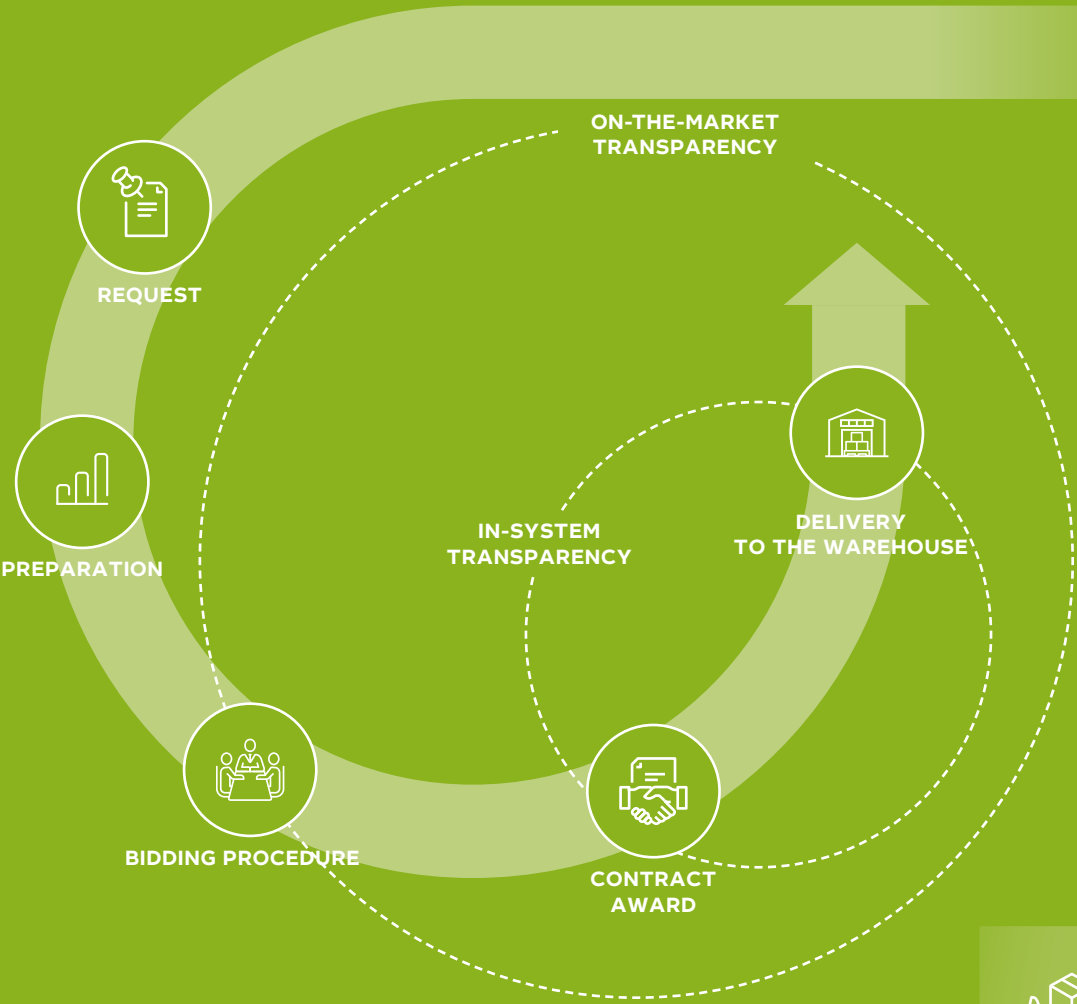 ON-THE-MARKET
TRANSPARENCY
REQUEST
PREPARATION
IN-SYSTEM
TRANSPARENCY
DELIVERY
TO THE WAREHOUSE
BIDDING PROCEDURE
CONTRACT
AWARD